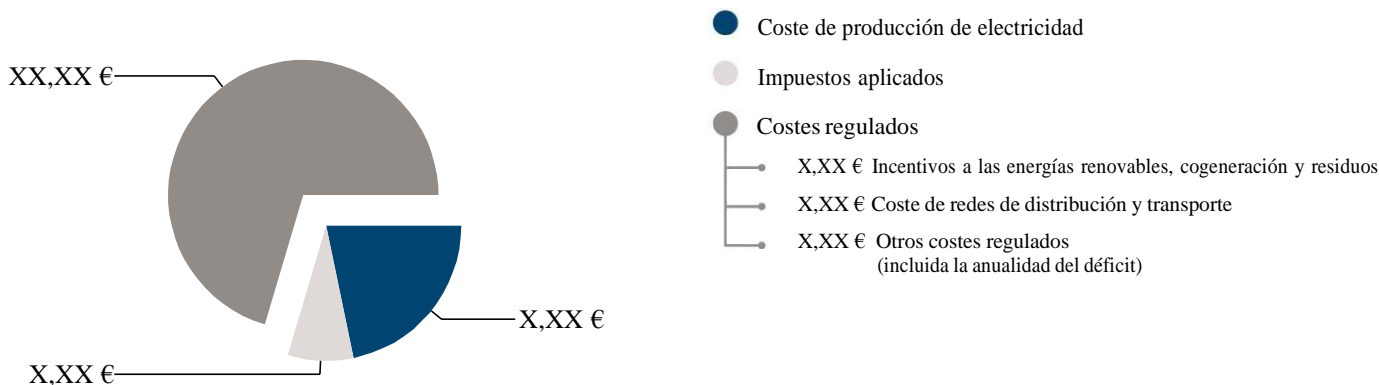 XX,XX €
X,XX €
X,XX €
Coste de producción de electricidad
Impuestos aplicados
Costes regulados
X,XX € Incentivos a las energías renovables, cogeneración y residuos
X,XX € Coste de redes de distribución y transporte
X,XX € Otros costes regulados
(incluida la anualidad del déficit)